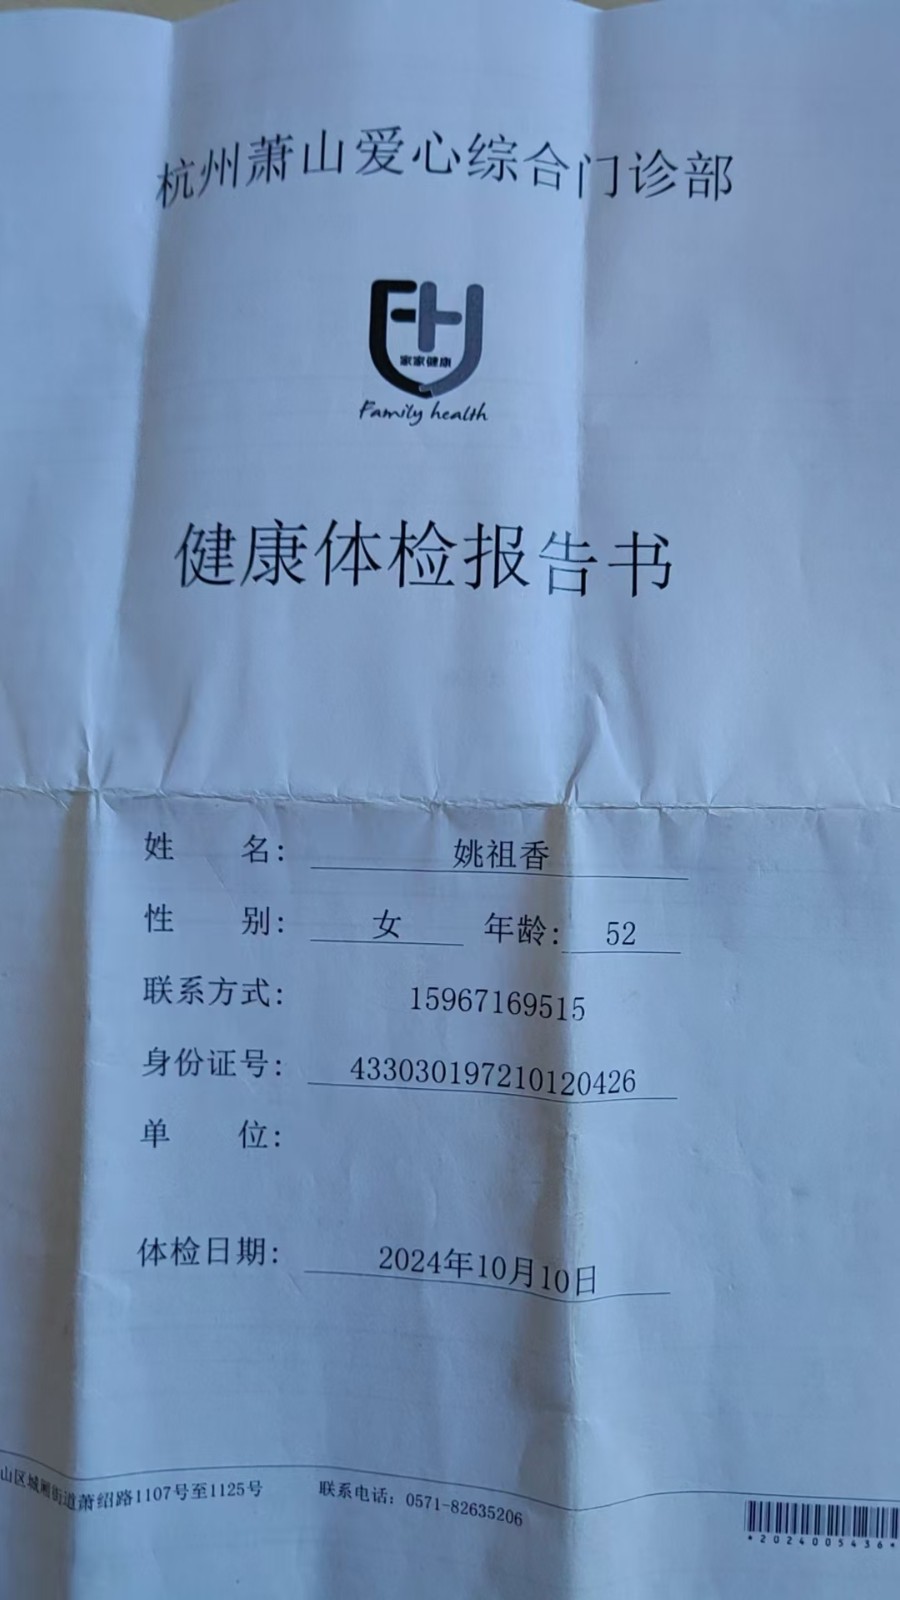 杭州萧山爱心综合门诊部
家家健康
Family health
健康体检报告书
姓 名: 姚祖香
性 别: 女 年龄: 52
联系方式: 15967169515
身份证号: 433030197210120426
单 位:
体检日期: 2024年10月10日
山区城厢街道萧绍路1107号至1125号 联系电话: 0571-82635206
*2024005436*